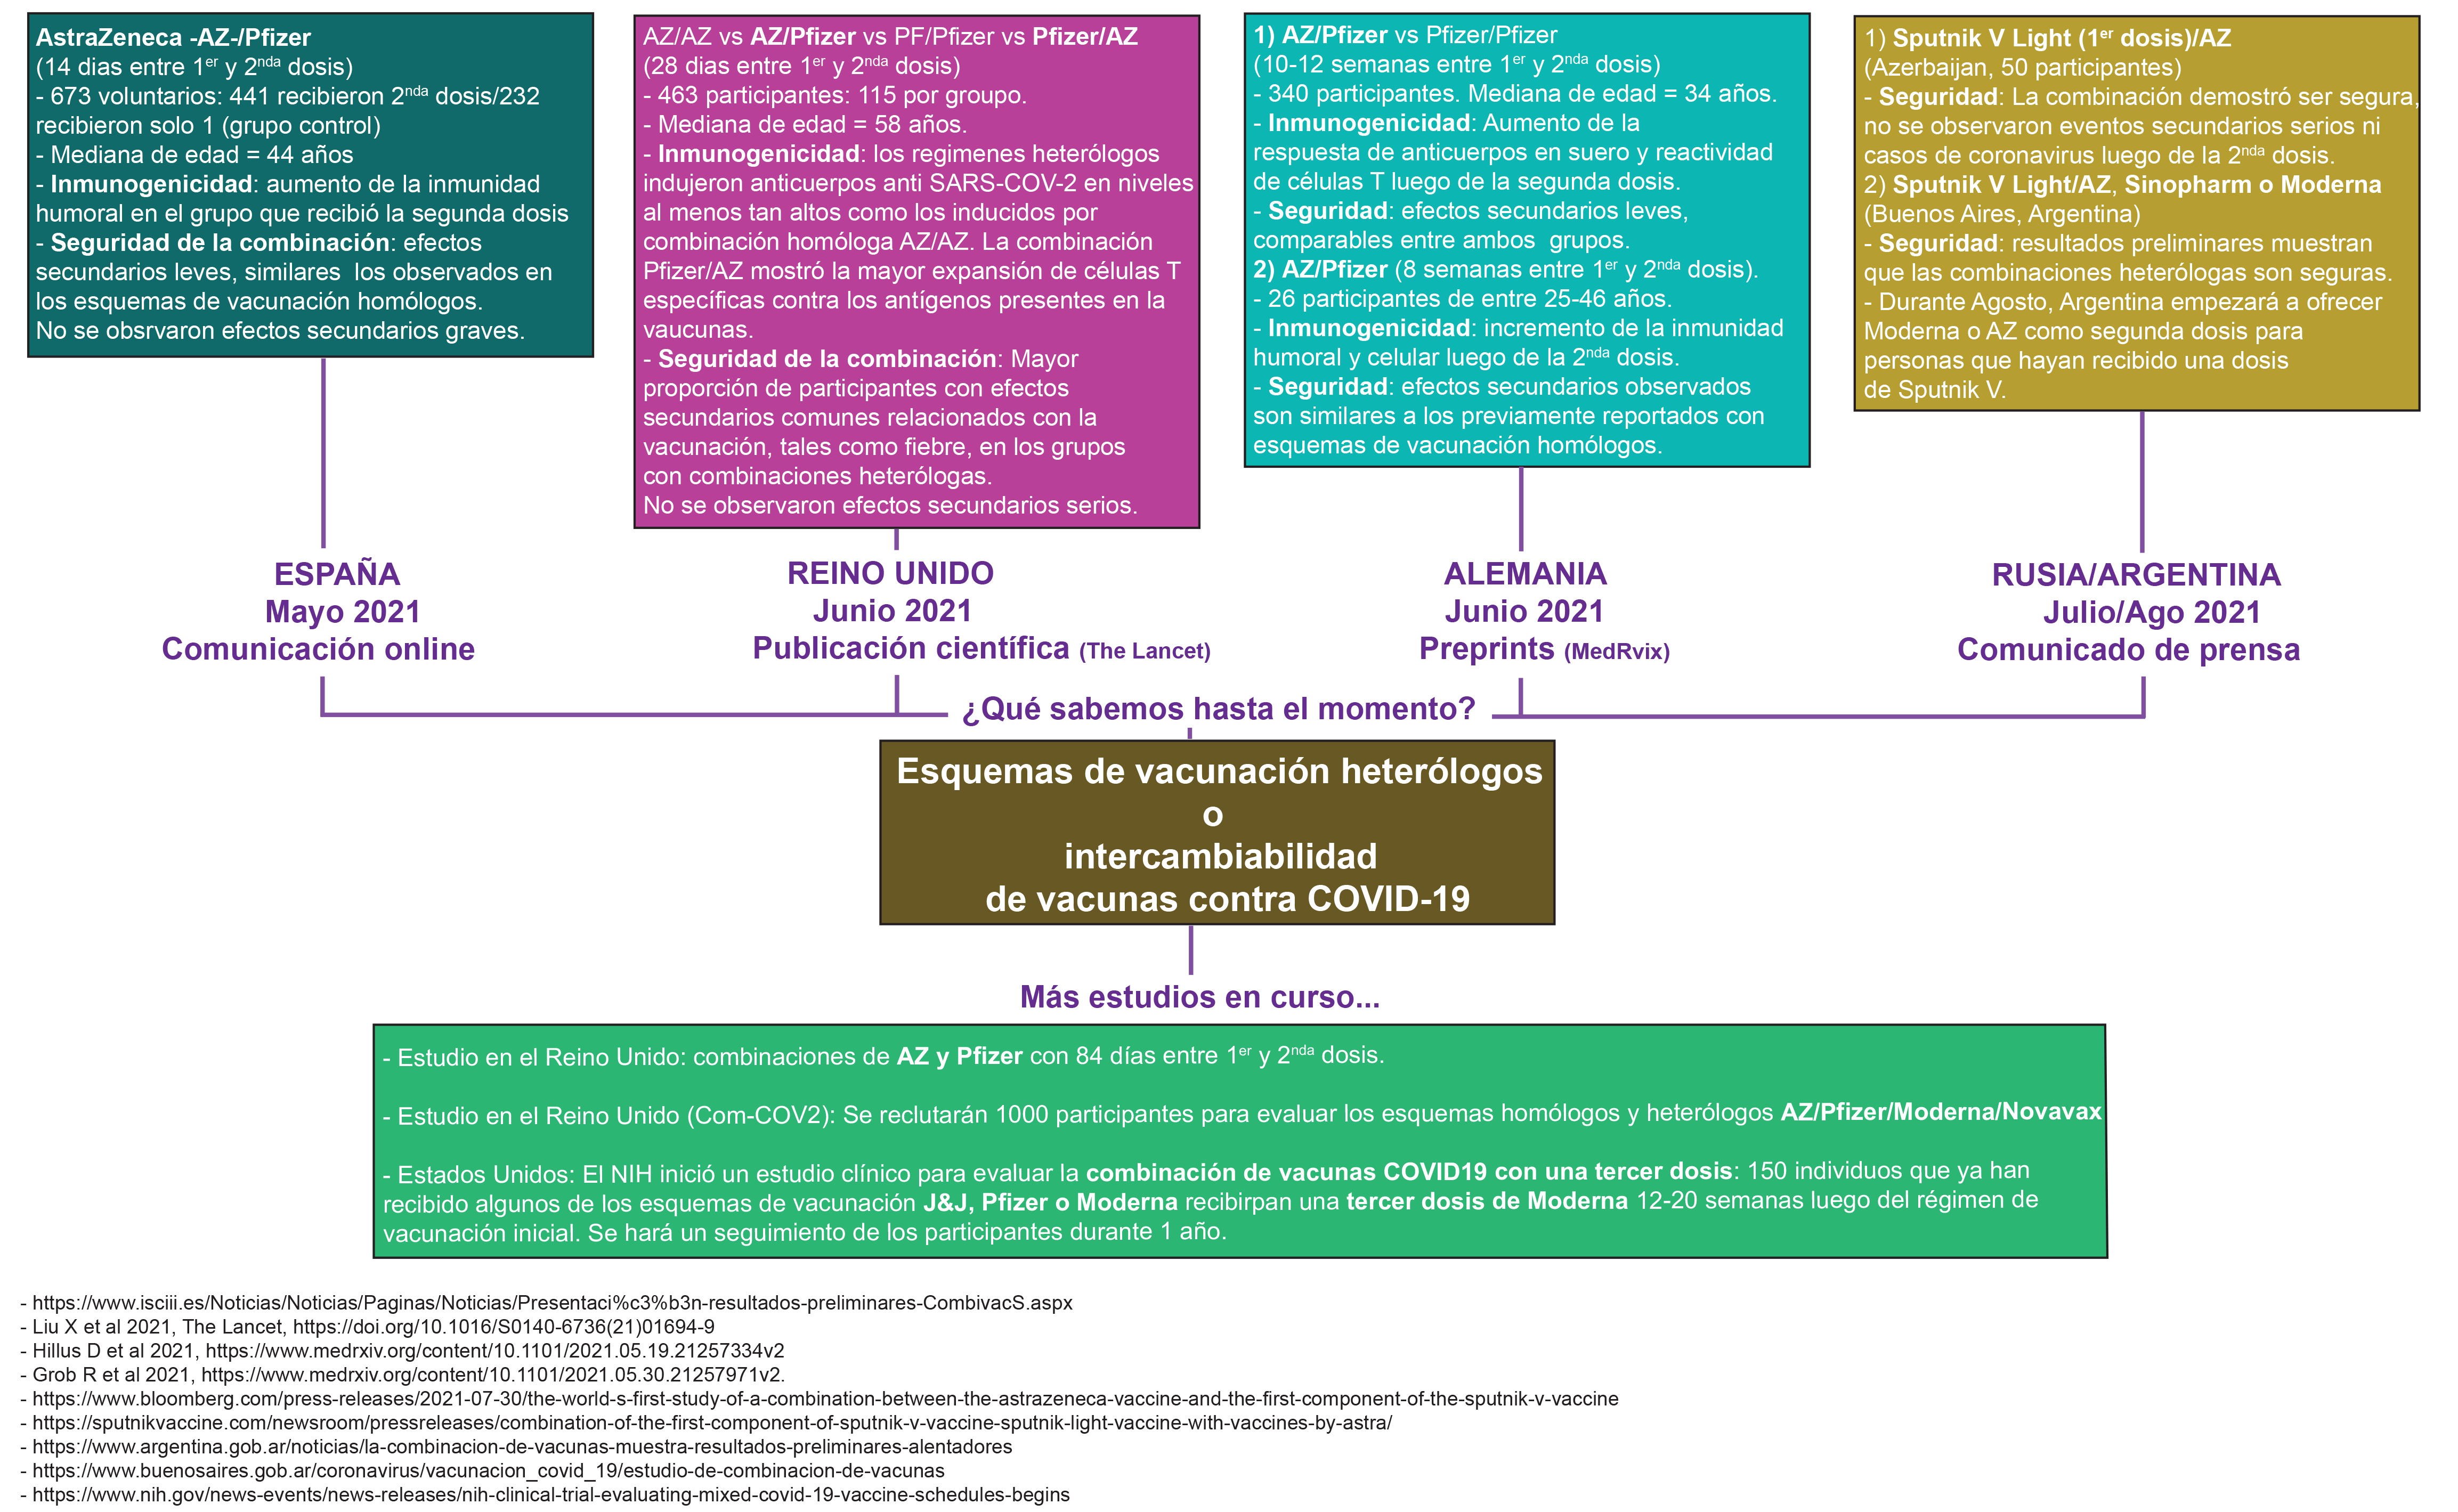 AstraZeneca -AZ-/Pfizer
(14 dias entre 1er y 2nda dosis)
- 673 voluntarios: 441 recibieron 2nda dosis/232
recibieron solo 1 (grupo control)
- Mediana de edad = 44 años
- Inmunogenicidad: aumento de la inmunidad
humoral en el grupo que recibió la segunda dosis
- Seguridad de la combinación: efectos
secundarios leves, similares  los observados en
los esquemas de vacunación homólogos.
No se obsrvaron efectos secundarios graves.
ESPAÑA
Mayo 2021
Comunicación online
AZ/AZ vs AZ/Pfizer vs PF/Pfizer vs Pfizer/AZ
(28 dias entre 1er y 2nda dosis)
- 463 participantes: 115 por groupo.
- Mediana de edad = 58 años.
- Inmunogenicidad: los regimenes heterólogos
indujeron anticuerpos anti SARS-COV-2 en niveles
al menos tan altos como los inducidos por
combinación homóloga AZ/AZ. La combinación
Pfizer/AZ mostró la mayor expansión de células T
específicas contra los antígenos presentes en la
vaucunas.
- Seguridad de la combinación: Mayor
proporción de participantes con efectos
secundarios comunes relacionados con la
vacunación, tales como fiebre, en los grupos
con combinaciones heterólogas.
No se observaron efectos secundarios serios.
REINO UNIDO
Junio 2021
Publicación científica (The Lancet)
1) AZ/Pfizer vs Pfizer/Pfizer
(10-12 semanas entre 1er y 2nda dosis)
- 340 participantes. Mediana de edad = 34 años.
- Inmunogenicidad: Aumento de la
respuesta de anticuerpos en suero y reactividad
de células T luego de la segunda dosis.
- Seguridad: efectos secundarios leves,
comparables entre ambos  grupos.
2) AZ/Pfizer (8 semanas entre 1er y 2nda dosis).
- 26 participantes de entre 25-46 años.
- Inmunogenicidad: incremento de la inmunidad
humoral y celular luego de la 2nda dosis.
- Seguridad: efectos secundarios observados
son similares a los previamente reportados con
esquemas de vacunación homólogos.
ALEMANIA
Junio 2021
Preprints (MedRvix)
1) Sputnik V Light (1er dosis)/AZ
(Azerbaijan, 50 participantes)
- Seguridad: La combinación demostró ser segura,
no se observaron eventos secundarios serios ni
casos de coronavirus luego de la 2nda dosis.
2) Sputnik V Light/AZ, Sinopharm o Moderna
(Buenos Aires, Argentina)
- Seguridad: resultados preliminares muestran
que las combinaciones heterólogas son seguras.
- Durante Agosto, Argentina empezará a ofrecer
Moderna o AZ como segunda dosis para
personas que hayan recibido una dosis
de Sputnik V.
RUSIA/ARGENTINA
Julio/Ago 2021
Comunicado de prensa
¿Qué sabemos hasta el momento?
Esquemas de vacunación heterólogos
o
intercambiabilidad
de vacunas contra COVID-19
Más estudios en curso...
- Estudio en el Reino Unido: combinaciones de AZ y Pfizer con 84 días entre 1er y 2nda dosis.
- Estudio en el Reino Unido (Com-COV2): Se reclutarán 1000 participantes para evaluar los esquemas homólogos y heterólogos AZ/Pfizer/Moderna/Novavax
- Estados Unidos: El NIH inició un estudio clínico para evaluar la combinación de vacunas COVID19 con una tercer dosis: 150 individuos que ya han
recibido algunos de los esquemas de vacunación J&J, Pfizer o Moderna recibirpan una tercer dosis de Moderna 12-20 semanas luego del régimen de
vacunación inicial. Se hará un seguimiento de los participantes durante 1 año.
- https://www.isciii.es/Noticias/Noticias/Paginas/Noticias/Presentaci%c3%b3n-resultados-preliminares-CombivacS.aspx
- Liu X et al 2021, The Lancet, https://doi.org/10.1016/S0140-6736(21)01694-9
- Hillus D et al 2021, https://www.medrxiv.org/content/10.1101/2021.05.19.21257334v2
- Grob R et al 2021, https://www.medrxiv.org/content/10.1101/2021.05.30.21257971v2.
- https://www.bloomberg.com/press-releases/2021-07-30/the-world-s-first-study-of-a-combination-between-the-astrazeneca-vaccine-and-the-first-component-of-the-sputnik-v-vaccine
- https://sputnikvaccine.com/newsroom/pressreleases/combination-of-the-first-component-of-sputnik-v-vaccine-sputnik-light-vaccine-with-vaccines-by-astra/
- https://www.argentina.gob.ar/noticias/la-combinacion-de-vacunas-muestra-resultados-preliminares-alentadores
- https://www.buenosaires.gob.ar/coronavirus/vacunacion_covid_19/estudio-de-combinacion-de-vacunas
- https://www.nih.gov/news-events/news-releases/nih-clinical-trial-evaluating-mixed-covid-19-vaccine-schedules-begins